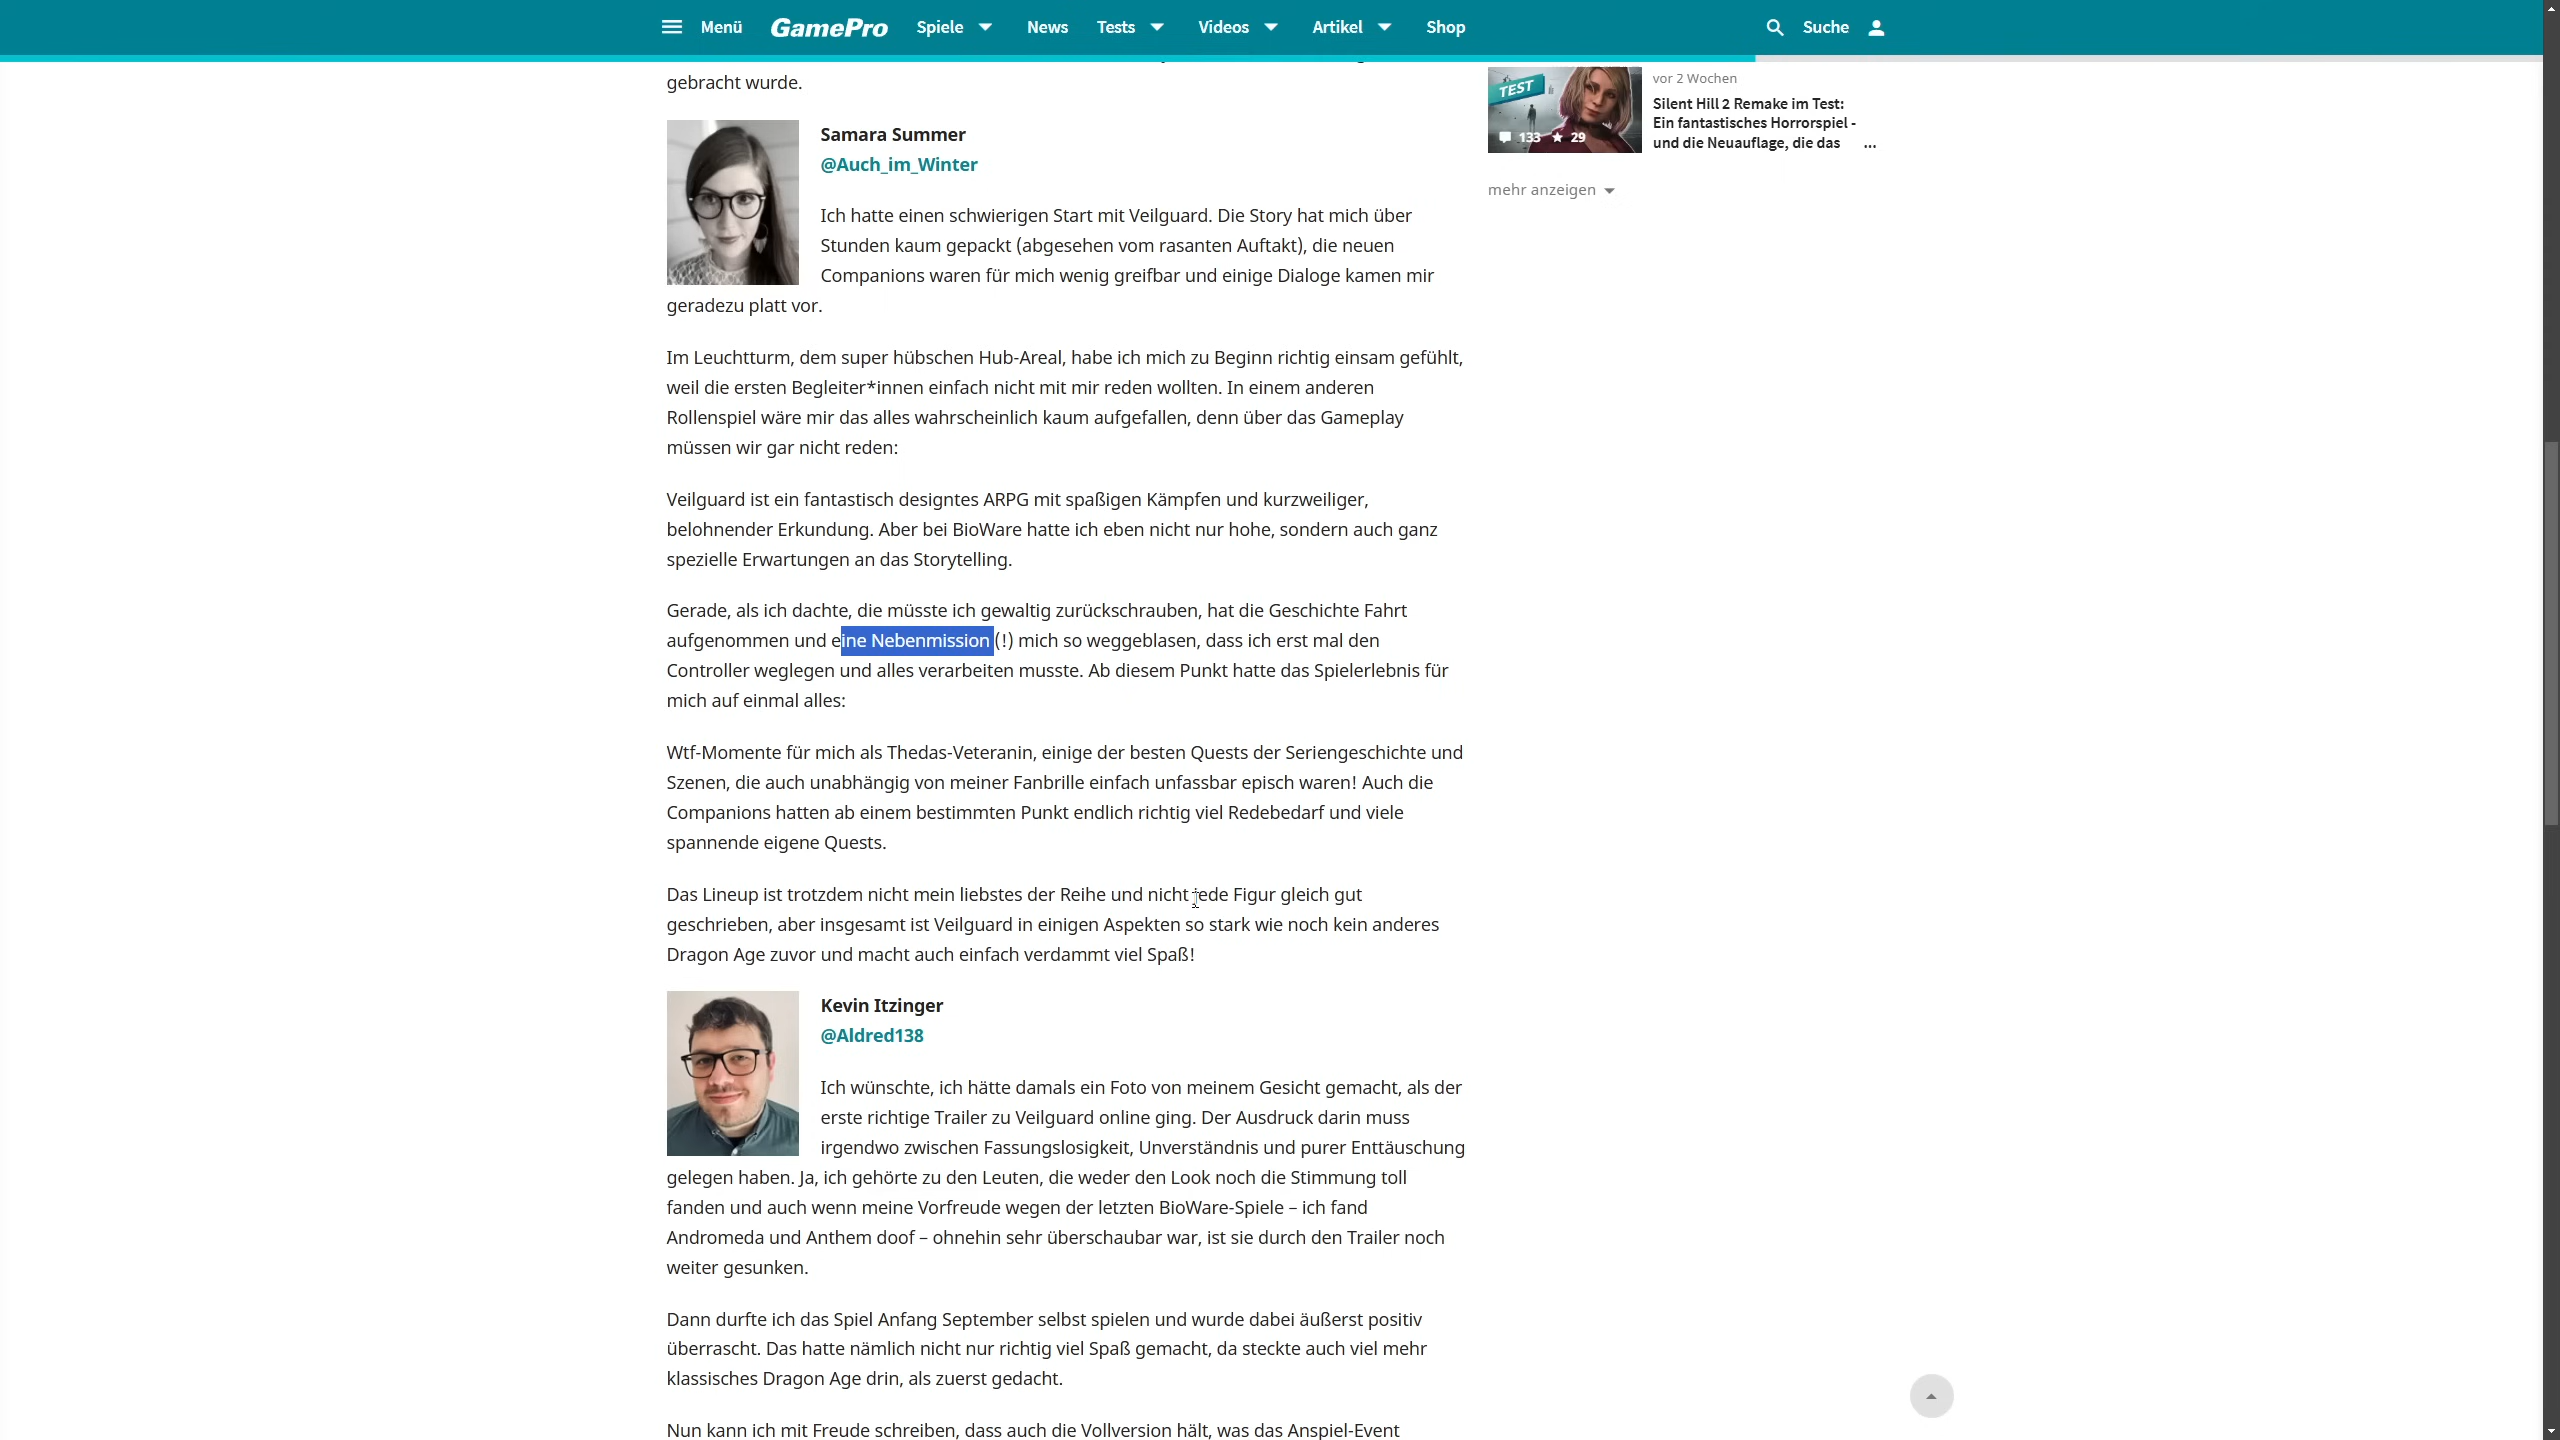 Menü
GamePro
Spiele
News
Tests
Videos
Artikel
Shop
Suche
gebracht wurde.
TEST
133
29
vor 2 Wochen
Silent Hill 2 Remake im Test:
Ein fantastisches Horrorspiel -
und die Neuauflage, die das ...
mehr anzeigen
Samara Summer
@Auch_im_Winter
Ich hatte einen schwierigen Start mit Veilguard. Die Story hat mich über
Stunden kaum gepackt (abgesehen vom rasanten Auftakt), die neuen
Companions waren für mich wenig greifbar und einige Dialoge kamen mir
geradezu platt vor.
Im Leuchtturm, dem super hübschen Hub-Areal, habe ich mich zu Beginn richtig einsam gefühlt,
weil die ersten Begleiter*innen einfach nicht mit mir reden wollten. In einem anderen
Rollenspiel wäre mir das alles wahrscheinlich kaum aufgefallen, denn über das Gameplay
müssen wir gar nicht reden:
Veilguard ist ein fantastisch designtes ARPG mit spaßigen Kämpfen und kurzweiliger,
belohnender Erkundung. Aber bei BioWare hatte ich eben nicht nur hohe, sondern auch ganz
spezielle Erwartungen an das Storytelling.
Gerade, als ich dachte, die müsste ich gewaltig zurückschrauben, hat die Geschichte Fahrt
aufgenommen und eine Nebenmission (!) mich so weggeblasen, dass ich erst mal den
Controller weglegen und alles verarbeiten musste. Ab diesem Punkt hatte das Spielerlebnis für
mich auf einmal alles:
Wtf-Momente für mich als Thedas-Veteranin, einige der besten Quests der Seriengeschichte und
Szenen, die auch unabhängig von meiner Fanbrille einfach unfassbar episch waren! Auch die
Companions hatten ab einem bestimmten Punkt endlich richtig viel Redebedarf und viele
spannende eigene Quests.
Das Lineup ist trotzdem nicht mein liebstes der Reihe und nicht jede Figur gleich gut
geschrieben, aber insgesamt ist Veilguard in einigen Aspekten so stark wie noch kein anderes
Dragon Age zuvor und macht auch einfach verdammt viel Spaß!
Kevin Itzinger
@Aldred138
Ich wünschte, ich hätte damals ein Foto von meinem Gesicht gemacht, als der
erste richtige Trailer zu Veilguard online ging. Der Ausdruck darin muss
irgendwo zwischen Fassungslosigkeit, Unverständnis und purer Enttäuschung
gelegen haben. Ja, ich gehörte zu den Leuten, die weder den Look noch die Stimmung toll
fanden und auch wenn meine Vorfreude wegen der letzten BioWare-Spiele – ich fand
Andromeda und Anthem doof – ohnehin sehr überschaubar war, ist sie durch den Trailer noch
weiter gesunken.
Dann durfte ich das Spiel Anfang September selbst spielen und wurde dabei äußerst positiv
überrascht. Das hatte nämlich nicht nur richtig viel Spaß gemacht, da steckte auch viel mehr
klassisches Dragon Age drin, als zuerst gedacht.
Nun kann ich mit Freude schreiben, dass auch die Vollversion hält, was das Anspiel-Event